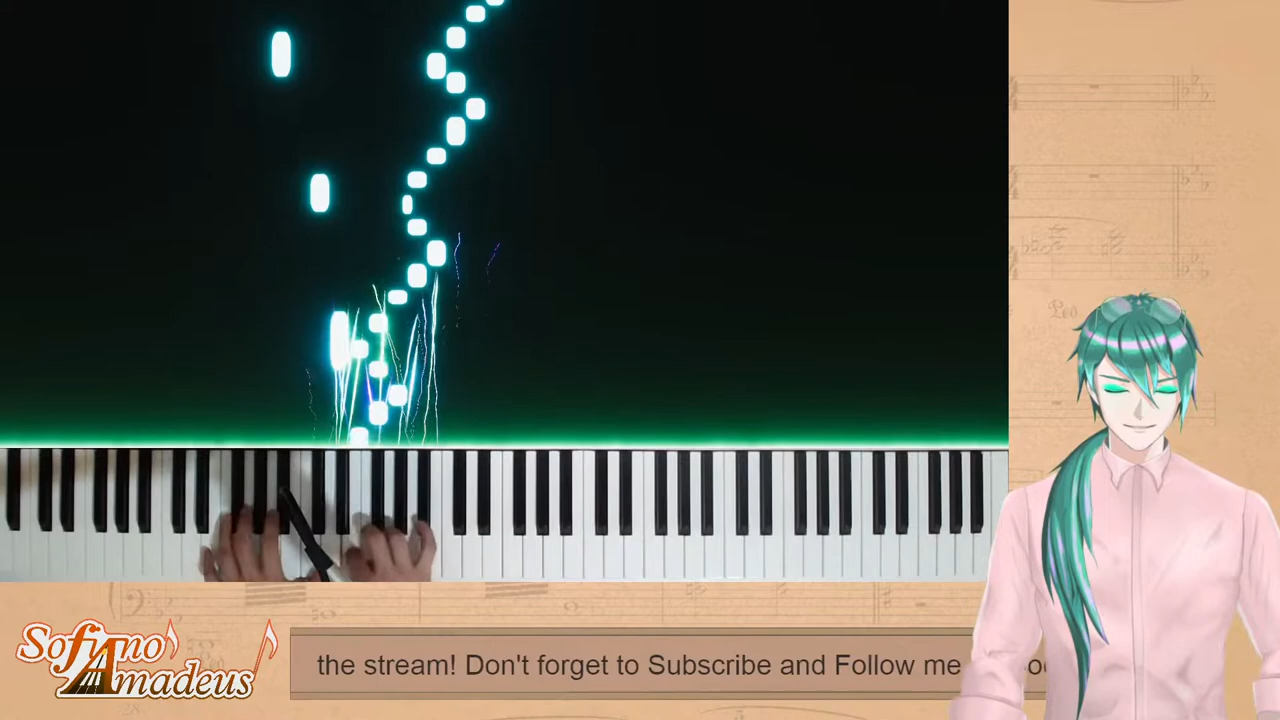 Sofiano
Amadeus
the stream! Don't forget to Subscribe and Follow me